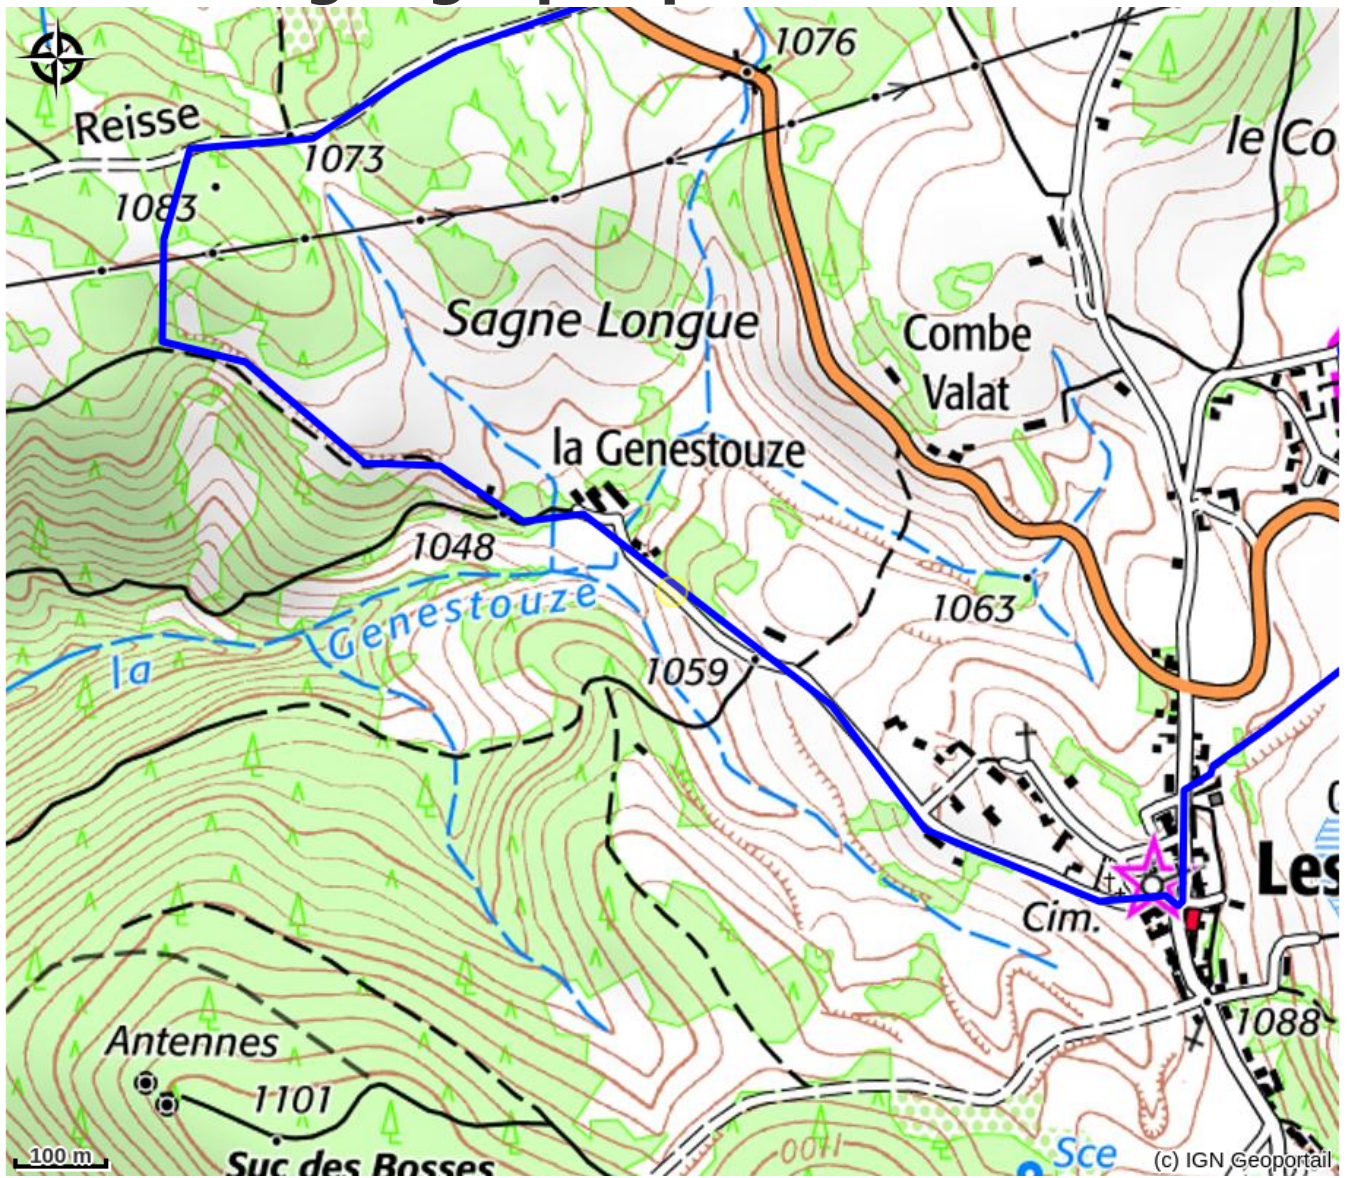 1076
Reisse
le Co
1073
1083
Sagne Longue
Combe
Valat
la Genestouze
1048
1063
la Genestouze
1059
Les
Cim.
1088
Antennes
1101
1100
Suc des Bosses
Sce
100 m
(c) IGN Geoportail